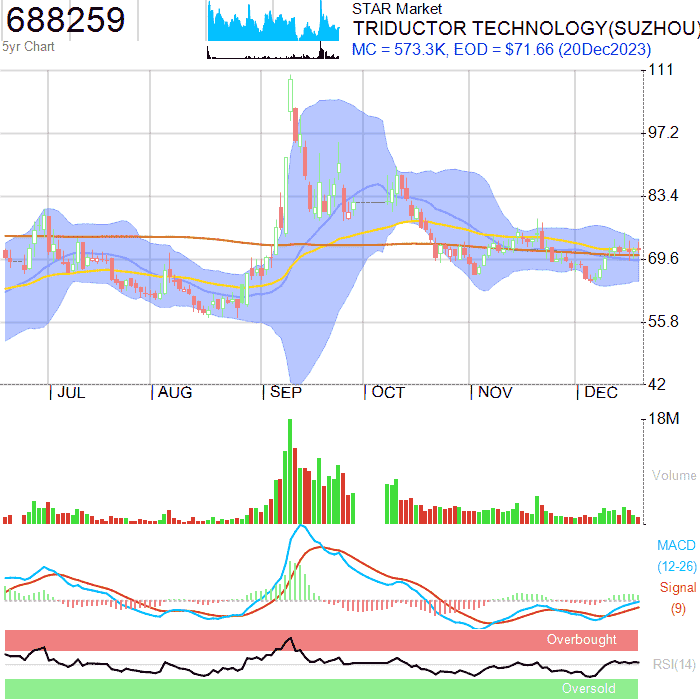 688259
5yr Chart
STAR Market
TRIDUCTOR TECHNOLOGY(SUZHOU)
MC = 573.3K, EOD = $71.66 (20Dec2023)
111
97.2
83.4
69.6
55.8
42
JUL
AUG
SEP
OCT
NOV
DEC
18M
Volume
MACD
(12-26)
Signal
(9)
Overbought
RSI(14)
Oversold